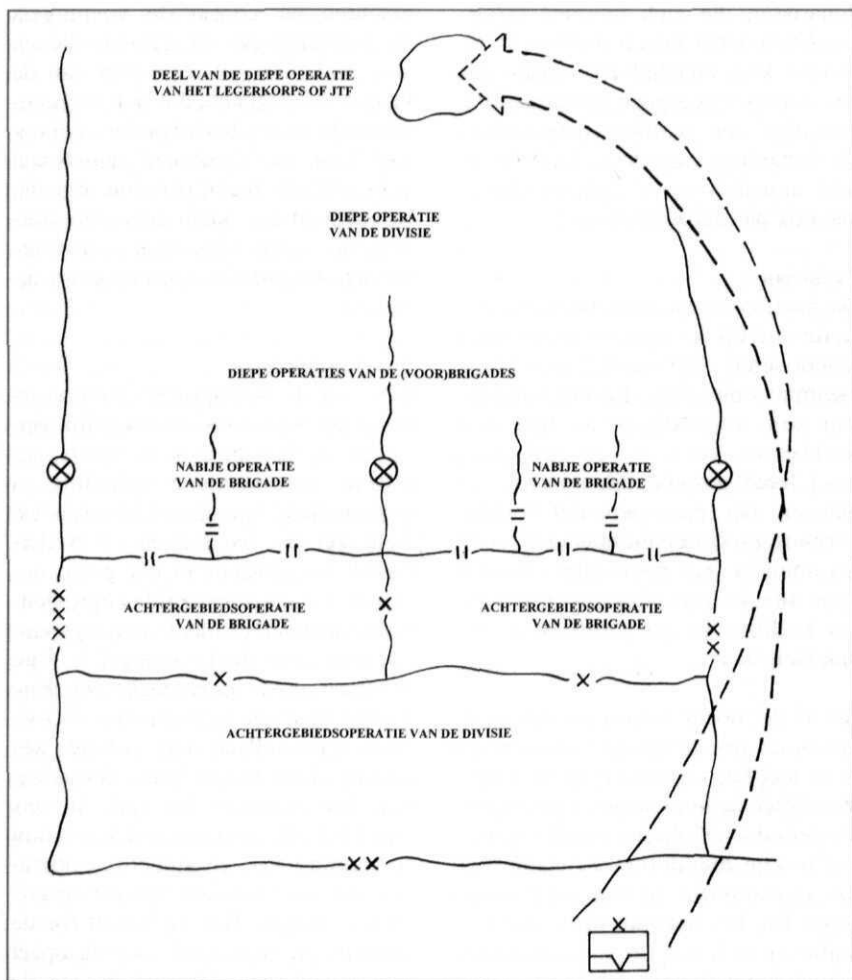 DEEL VAN DE DIEPE OPERATIE
VAN HET LEGERKORPS OF JTF
DIEPE OPERATIE
VAN DE DIVISIE
DIEPE OPERATIES VAN DE (VOOR)BRIGADES
NABIJE OPERATIE
VAN DE BRIGADE
NABIJE OPERATIE
VAN DE BRIGADE
ACHTERGEBIEDSOPERATIE
VAN DE BRIGADE
ACHTERGEBIEDSOPERATIE
VAN DE BRIGADE
ACHTERGEBIEDSOPERATIE VAN DE DIVISIE